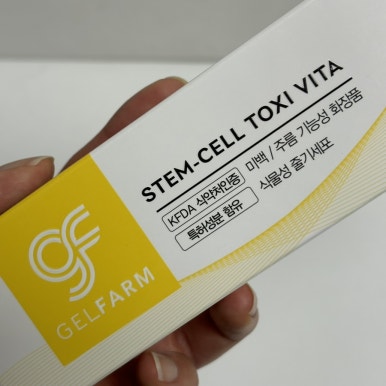 STEM-CELL TOXI VITA
KFDA 식약처인증 미백 / 주름 기능성 화장품
특허성분 함유 식물성 줄기세포
GF
GELFARM